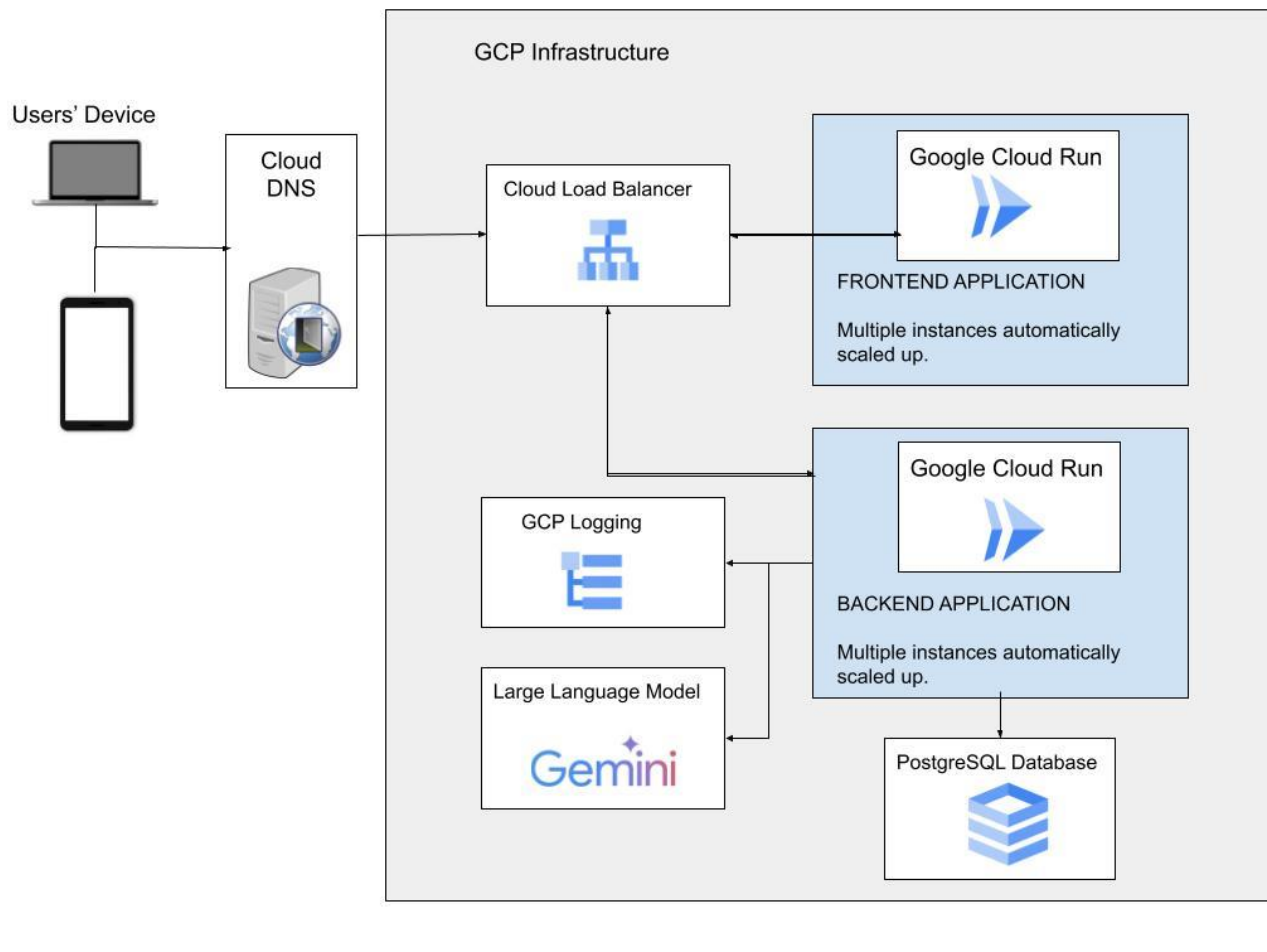 GCP Infrastructure
Users’ Device
Cloud
DNS
Cloud Load Balancer
Google Cloud Run
FRONTEND APPLICATION
Multiple instances automatically
scaled up.
Google Cloud Run
BACKEND APPLICATION
Multiple instances automatically
scaled up.
GCP Logging
Large Language Model
Gemini
PostgreSQL Database